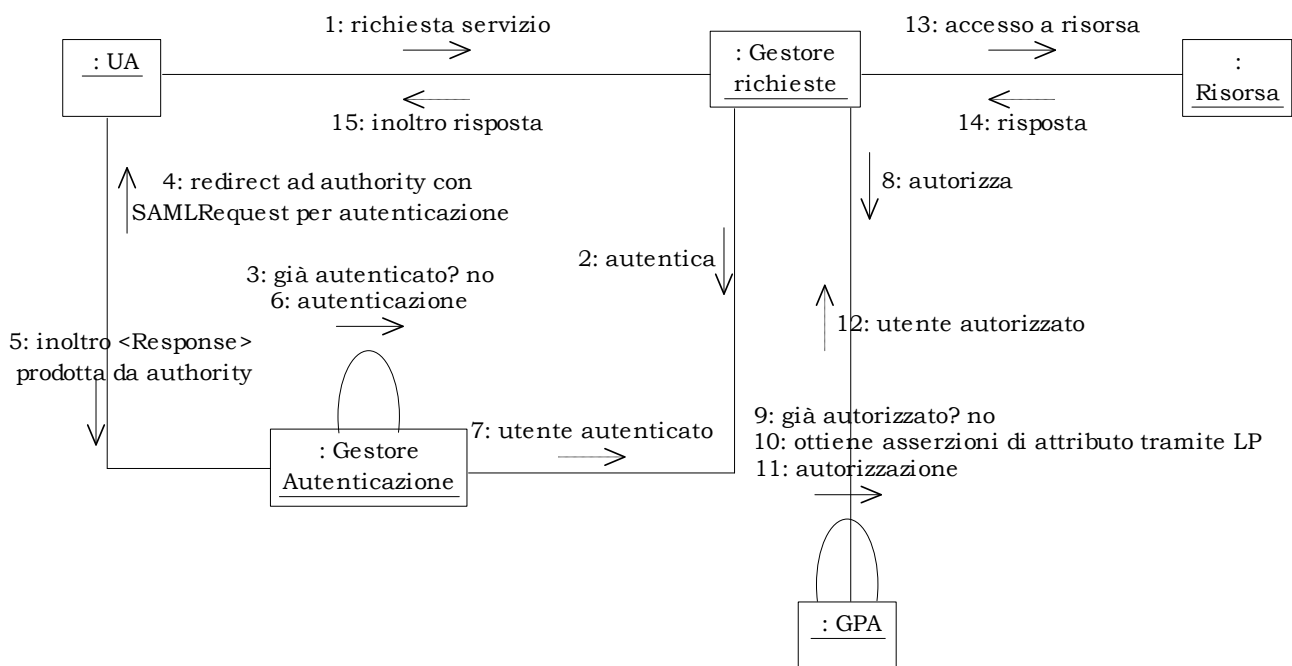 1: richiesta servizio
13: accesso a risorsa
: UA
: Gestore
richieste
:
Risorsa
15: inoltro risposta
14: risposta
4: redirect ad authority con
SAMLRequest per autenticazione
8: autorizza
2: autentica
3: già autenticato? no
6: autenticazione
12: utente autorizzato
5: inoltro <Response>
prodotta da authority
7: utente autenticato
: Gestore
Autenticazione
9: già autorizzato? no
10: ottiene asserzioni di attributo tramite LP
11: autorizzazione
: GPA